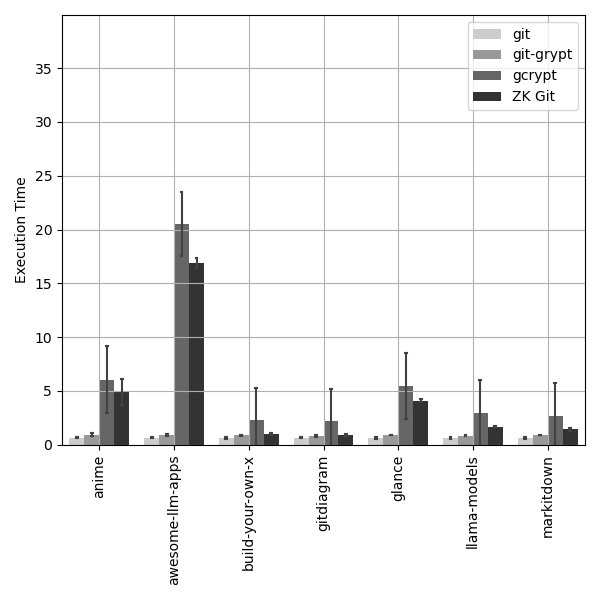 git
git-grypt
gcrypt
ZK Git
Execution Time
35
30
25
20
15
10
5
0
anime
awesome-llm-apps
build-your-own-x
gitdiagram
glance
llama-models
markitdown